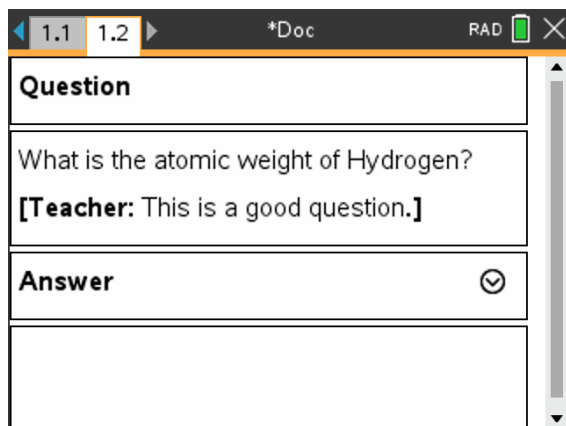 1.1 1.2 *Doc RAD
Question
What is the atomic weight of Hydrogen?
[Teacher: This is a good question.]
Answer